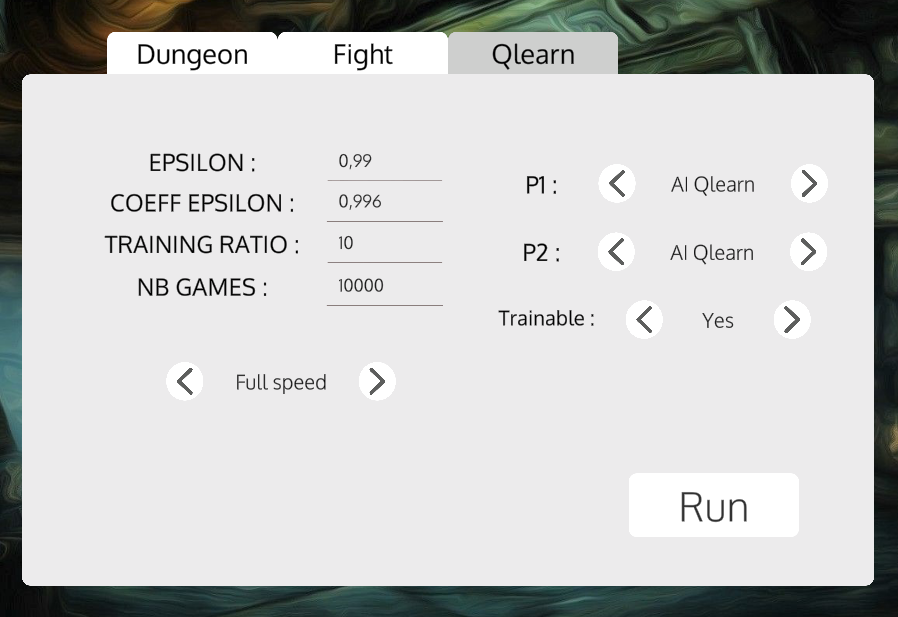 Dungeon Fight Qlearn
EPSILON : 0,99
COEFF EPSILON : 0,996
TRAINING RATIO : 10
NB GAMES : 10000
Full speed
P1 : AI Qlearn
P2 : AI Qlearn
Trainable : Yes
Run